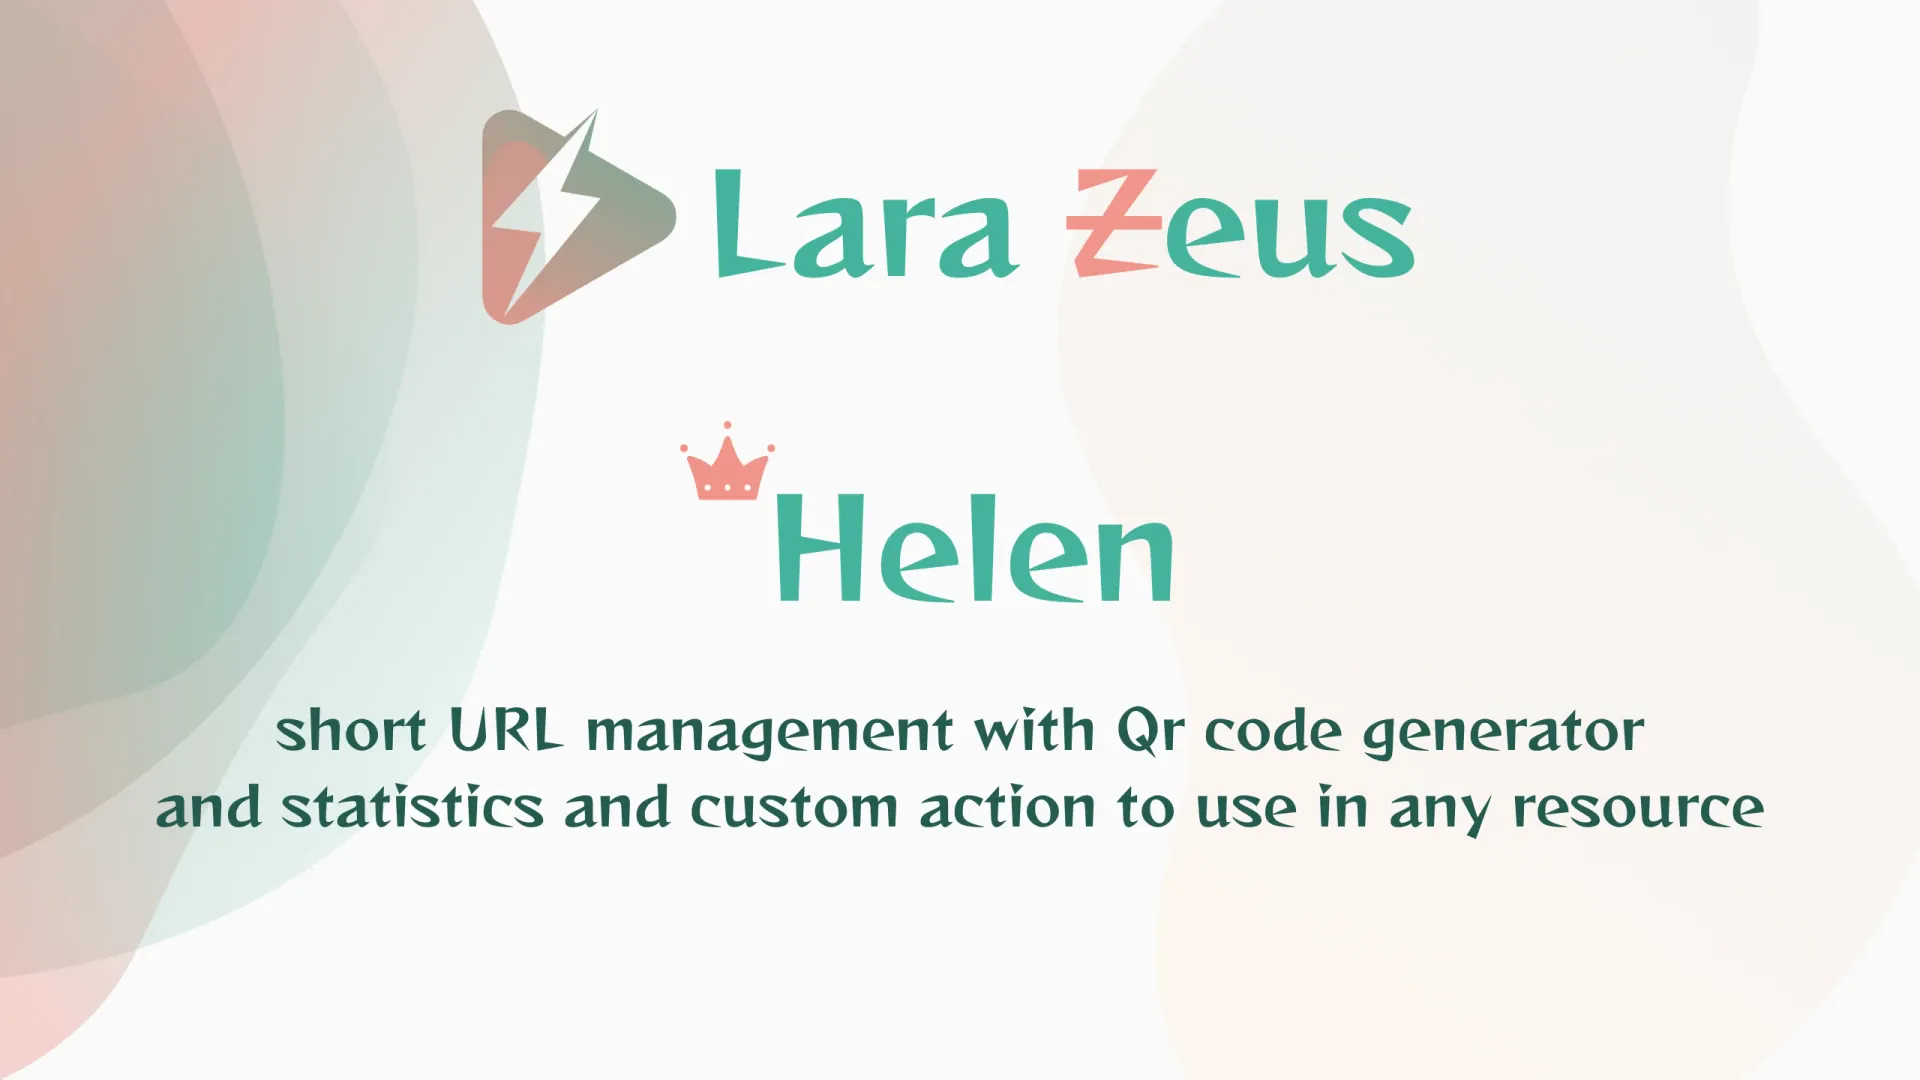 Lara Zeus
Helen
short URL management with Qr code generator
and statistics and custom action to use in any resource